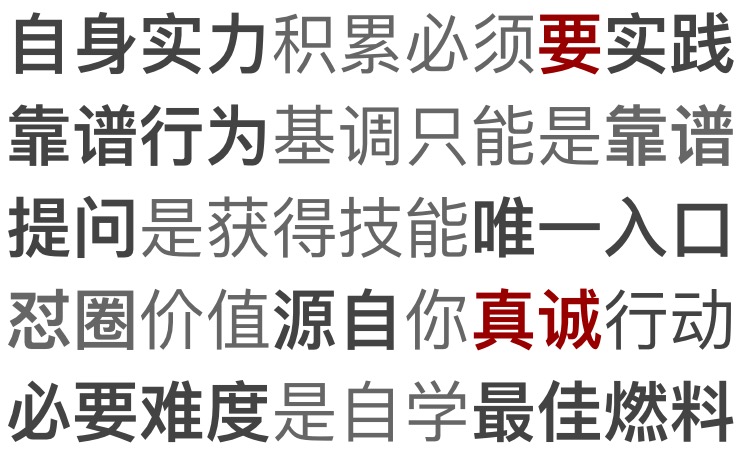 自身实力积累必须要实践
靠谱行为基调只能是靠谱
提问是获得技能唯一入口
怼圈价值源自你真诚行动
必要难度是自学最佳燃料